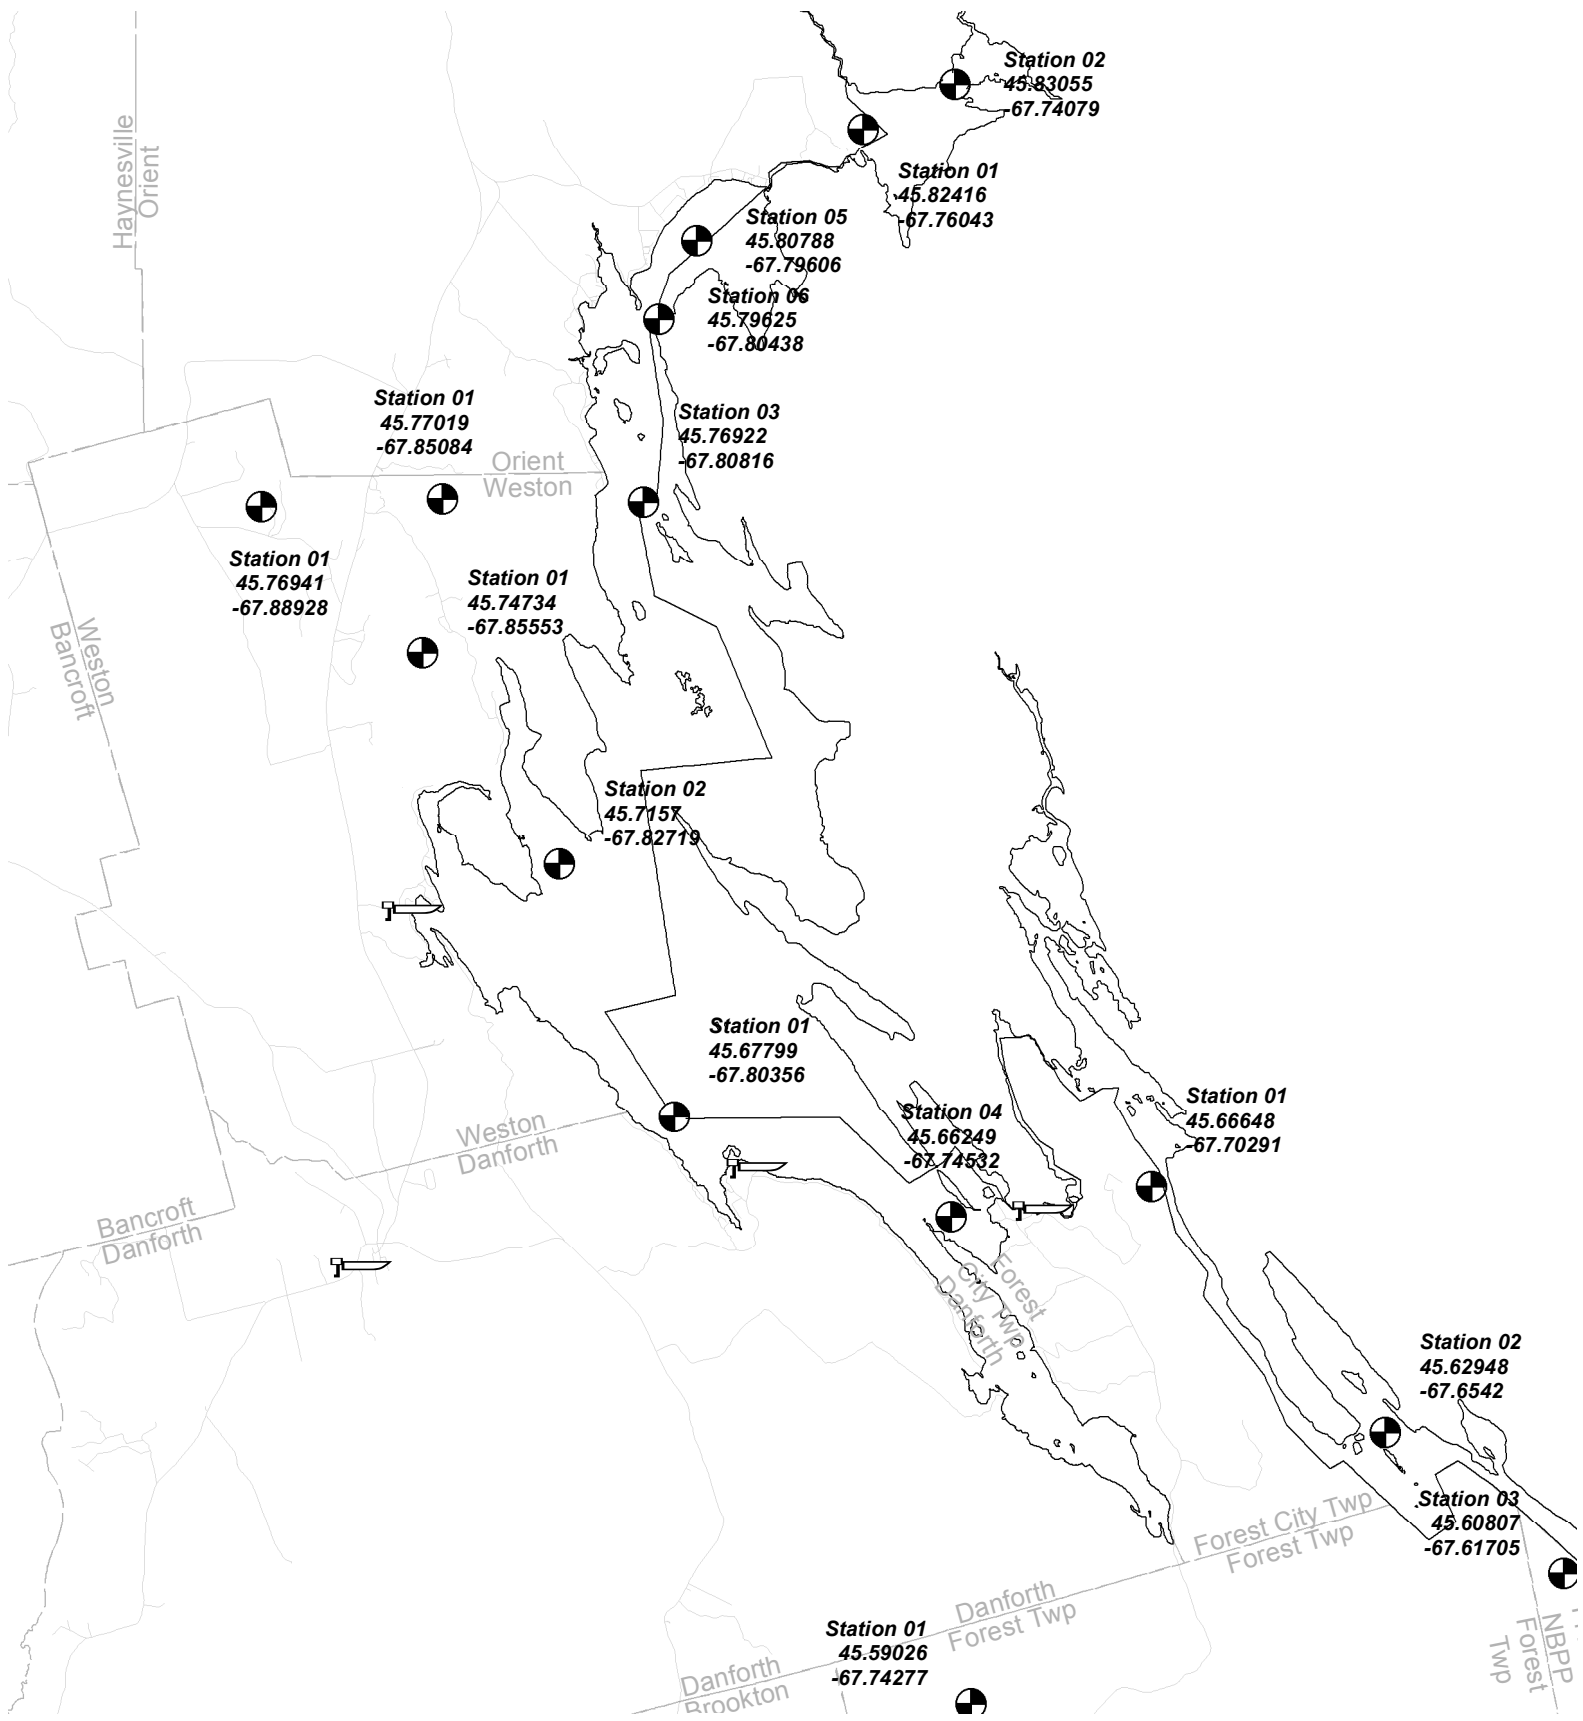 Station 02
45.83055
-67.74079
Haynesville
Orient
Station 01
45.82416
-67.76043
Station 05
45.80788
-67.79606
Station 06
45.79625
-67.80438
Station 01
45.77019
-67.85084
Station 03
45.76922
-67.80816
Orient
Weston
Station 01
45.76941
-67.88928
Station 01
45.74734
-67.85553
Weston
Bancroft
Station 02
45.7157
-67.82719
Station 01
45.67799
-67.80356
Station 01
45.66648
-67.70291
Station 04
45.66249
-67.74532
Weston
Danforth
Bancroft
Danforth
Forest
City Twp
Danforth
Station 02
45.62948
-67.6542
Station 03
45.60807
-67.61705
Forest City Twp
Forest Twp
Danforth
Forest Twp
Station 01
45.59026
-67.74277
Danforth
Brookton
NBPP
Forest
Twp